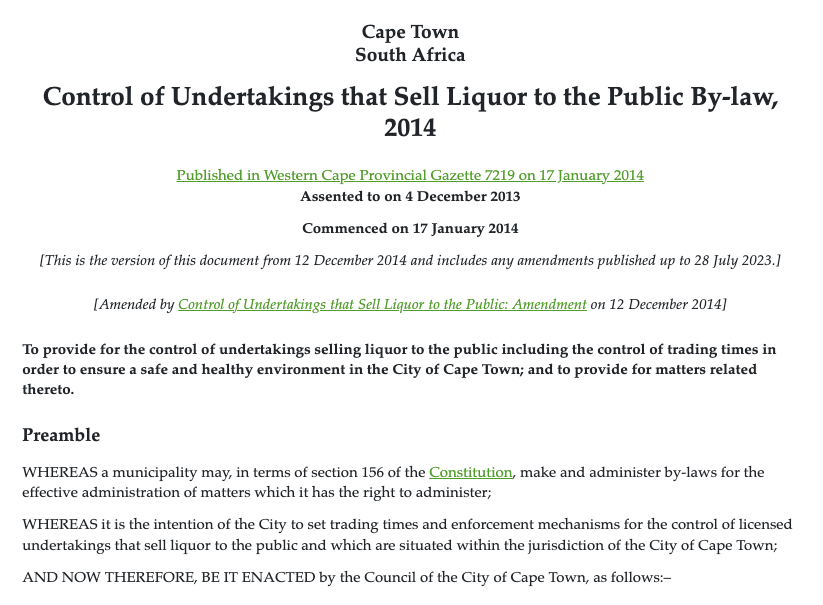 Cape Town
South Africa
Control of Undertakings that Sell Liquor to the Public By-law,
2014
Published in Western Cape Provincial Gazette 7219 on 17 January 2014
Assented to on 4 December 2013
Commenced on 17 January 2014
[This is the version of this document from 12 December 2014 and includes any amendments published up to 28 July 2023.]
[Amended by Control of Undertakings that Sell Liquor to the Public: Amendment on 12 December 2014]
To provide for the control of undertakings selling liquor to the public including the control of trading times in
order to ensure a safe and healthy environment in the City of Cape Town; and to provide for matters related
thereto.
Preamble
WHEREAS a municipality may, in terms of section 156 of the Constitution, make and administer by-laws for the
effective administration of matters which it has the right to administer;
WHEREAS it is the intention of the City to set trading times and enforcement mechanisms for the control of licensed
undertakings that sell liquor to the public and which are situated within the jurisdiction of the City of Cape Town;
AND NOW THEREFORE, BE IT ENACTED by the Council of the City of Cape Town, as follows:–